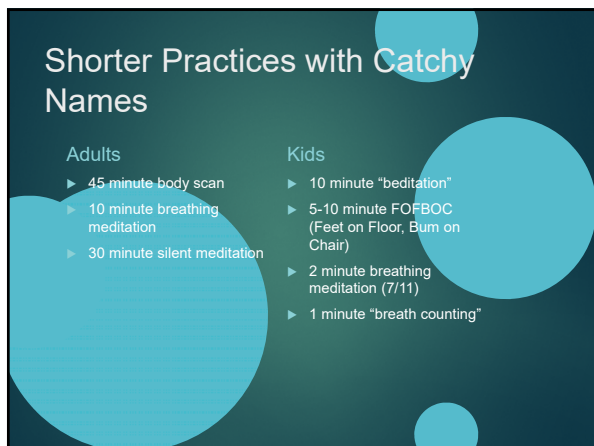 Shorter Practices with Catchy
Names
Adults
45 minute body scan
10 minute breathing
meditation
30 minute silent meditation
Kids
10 minute “beditation”
5-10 minute FOFBOC
(Feet on Floor, Bum on
Chair)
2 minute breathing
meditation (7/11)
1 minute “breath counting”